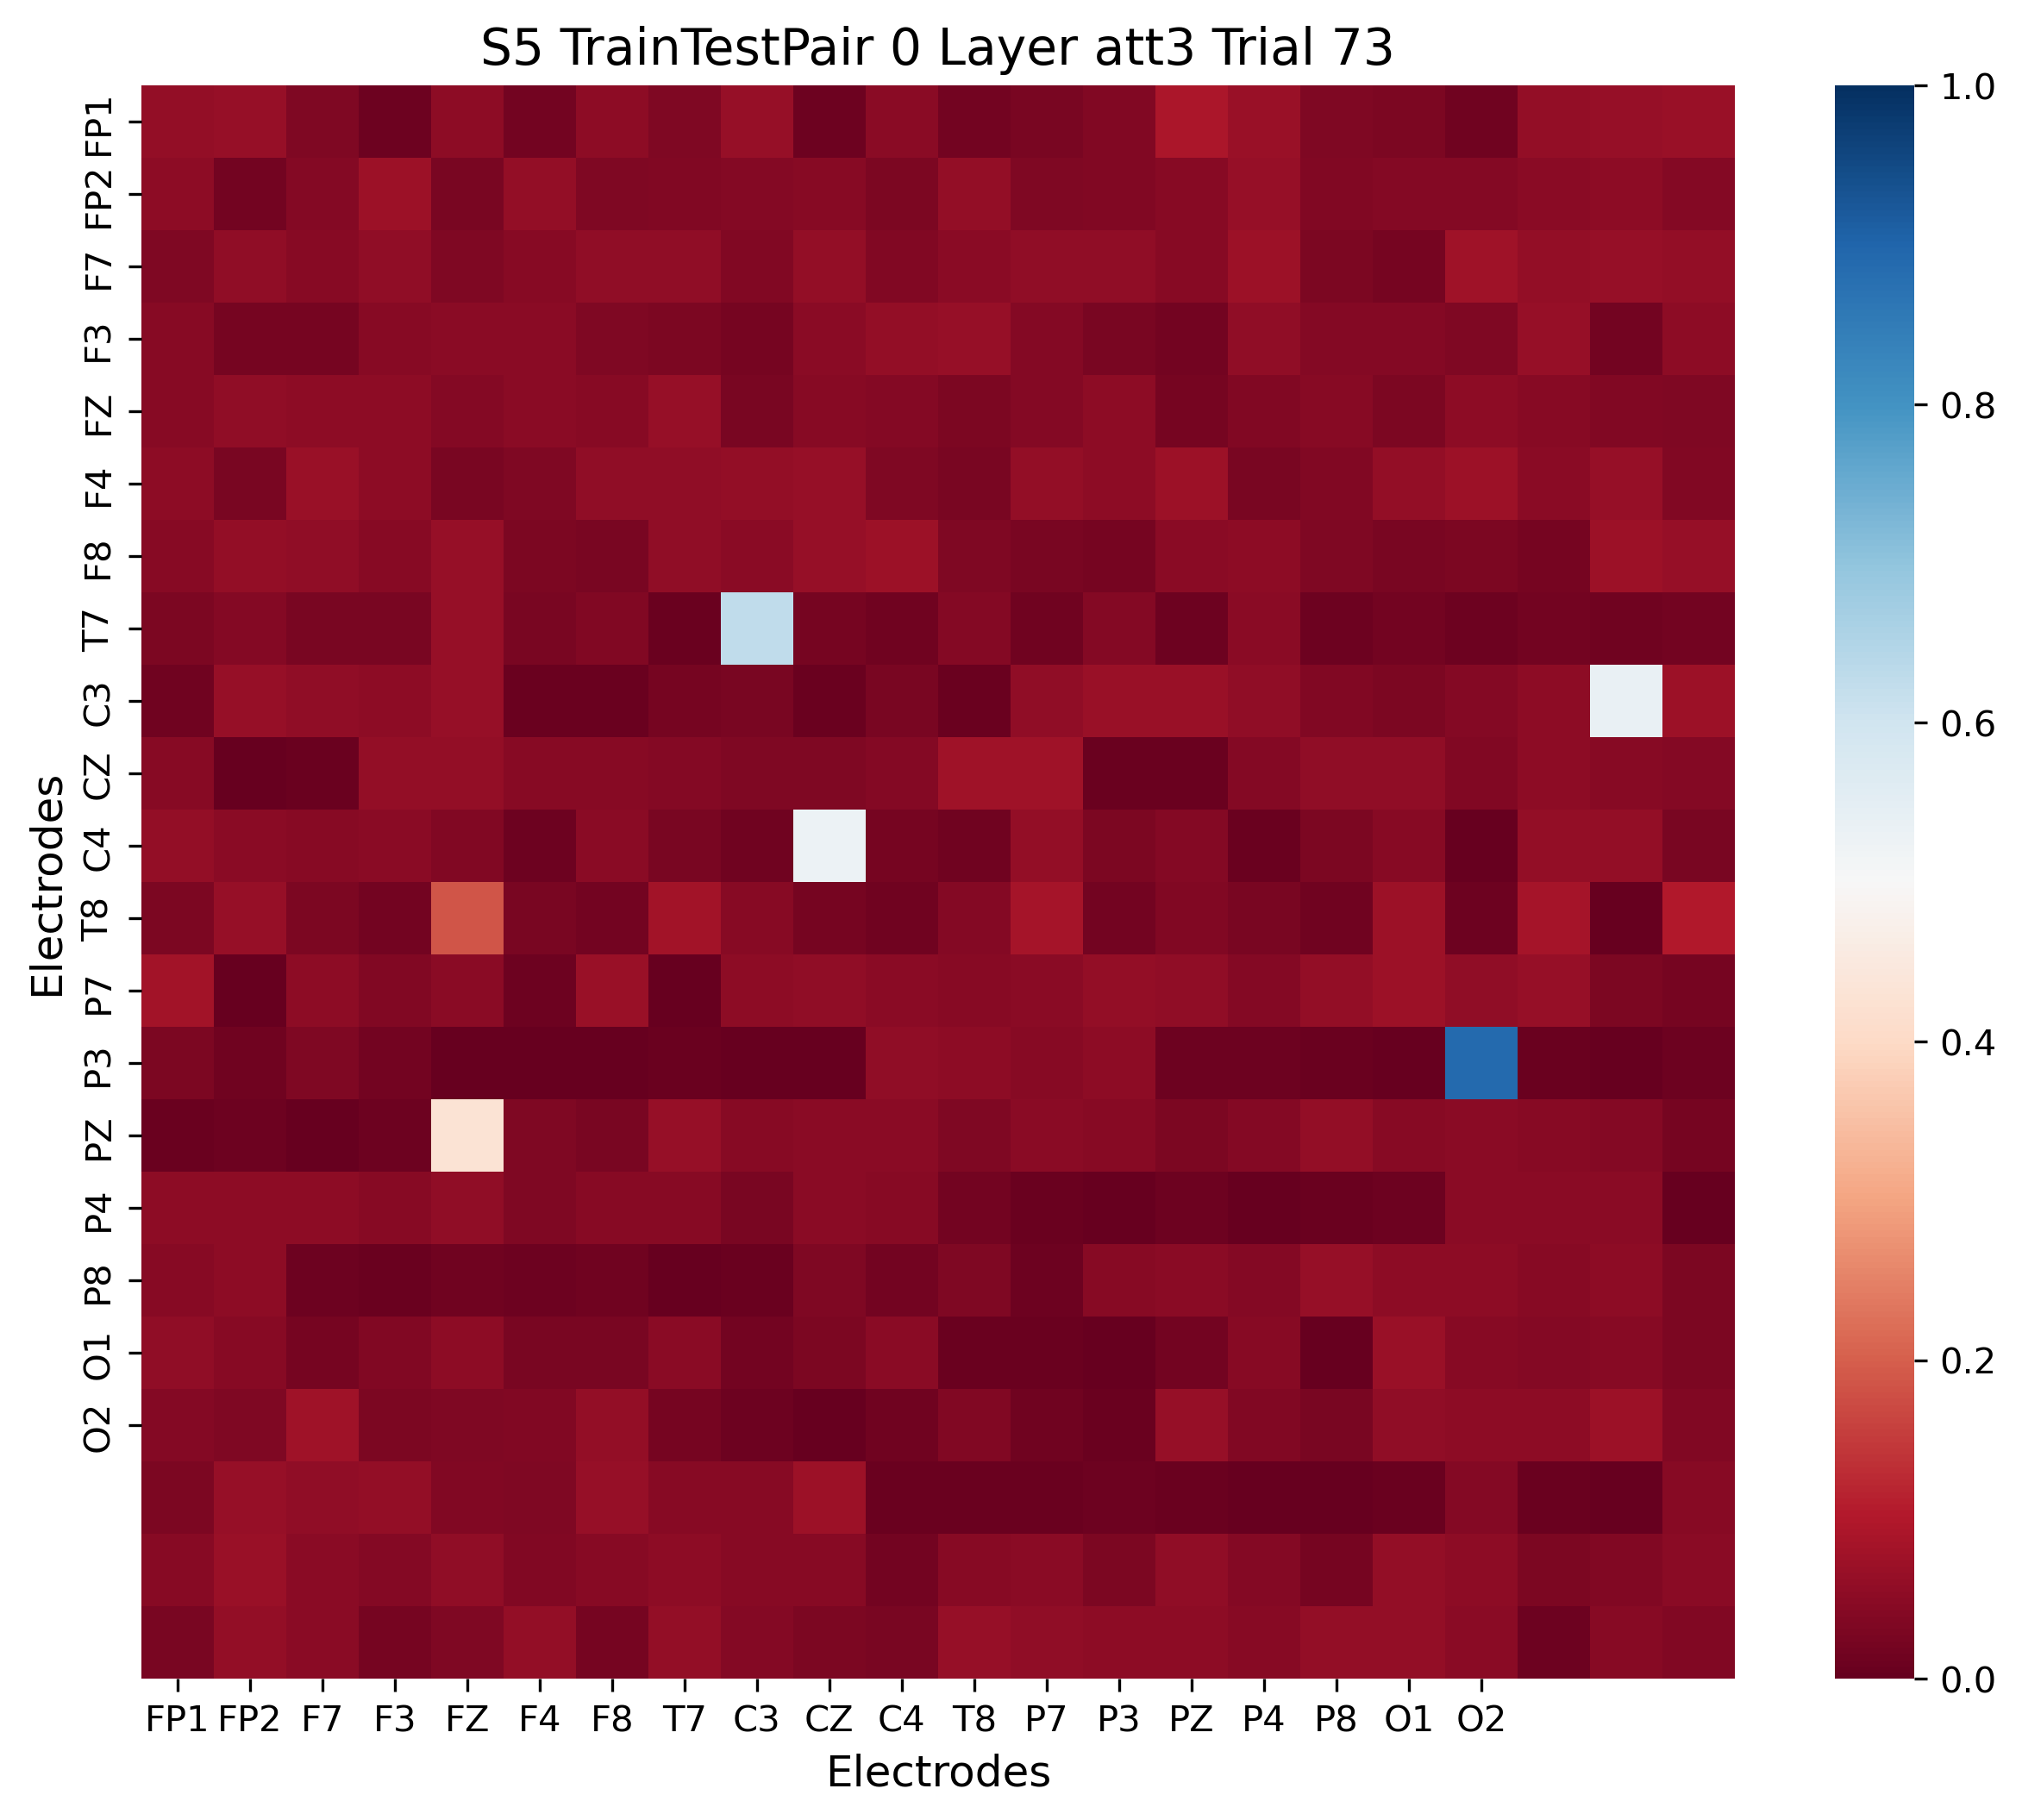 S5 TrainTestPair 0 Layer att3 Trial 73
Electrodes
FP1
FP2
F7
F3
FZ
F4
F8
T7
C3
CZ
C4
T8
P7
P3
PZ
P4
P8
O1
O2
FP1 FP2 F7 F3 FZ F4 F8 T7 C3 CZ C4 T8 P7 P3 PZ P4 P8 O1 O2
Electrodes
1.0
0.8
0.6
0.4
0.2
0.0